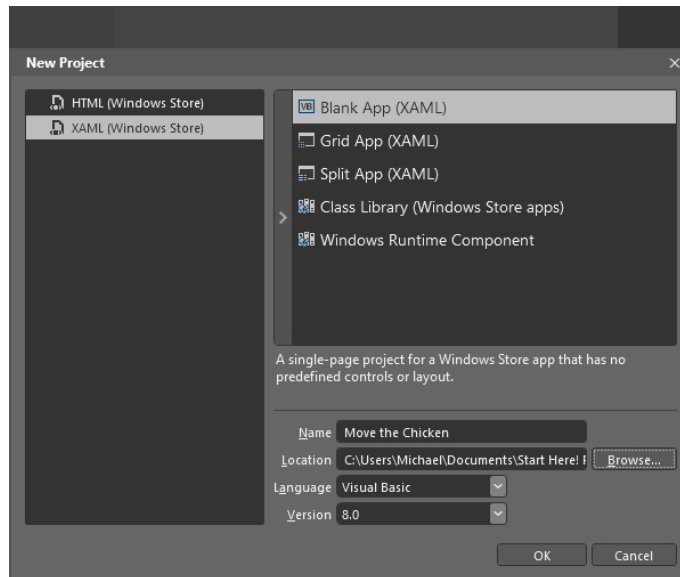 New Project
HTML (Windows Store)
XAML (Windows Store)
VB Blank App (XAML)
Grid App (XAML)
Split App (XAML)
Class Library (Windows Store apps)
Windows Runtime Component
A single-page project for a Windows Store app that has no
predefined controls or layout.
Name Move the Chicken
Location C:\Users\Michael\Documents\Start Here! Browse...
Language Visual Basic
Version 8.0
OK Cancel